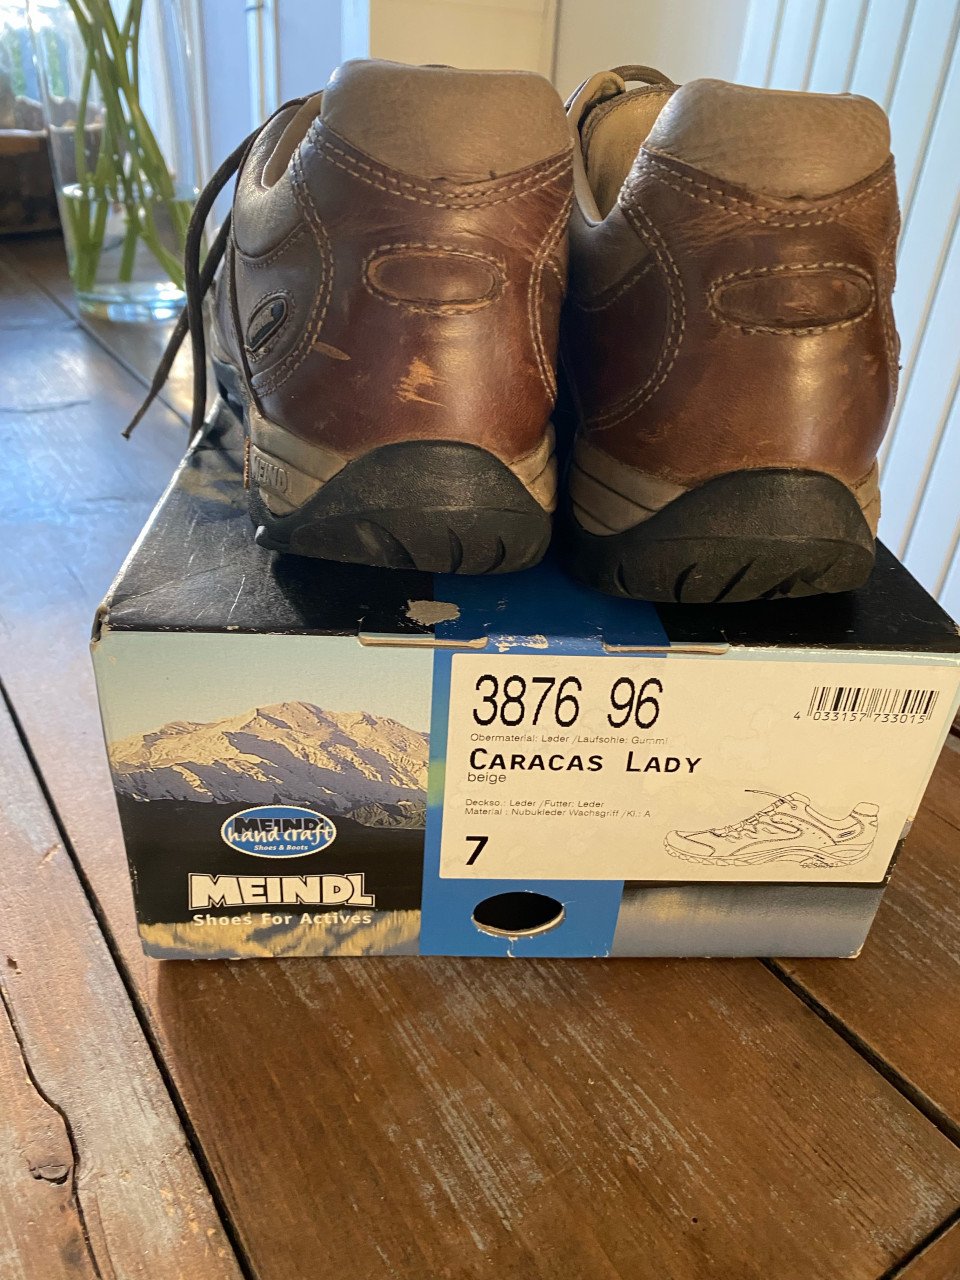 MEINDL
3876 96
4 033157 733015
Obermaterial: Leder /Laufsohle: Gummi
CARACAS LADY
beige
Deckso.: Leder /Futter: Leder
Material : Nubukleder Wachsgriff /Kl.: A
7
MEINDL
hand craft
Shoes & Boots
MEINDL
Shoes For Actives